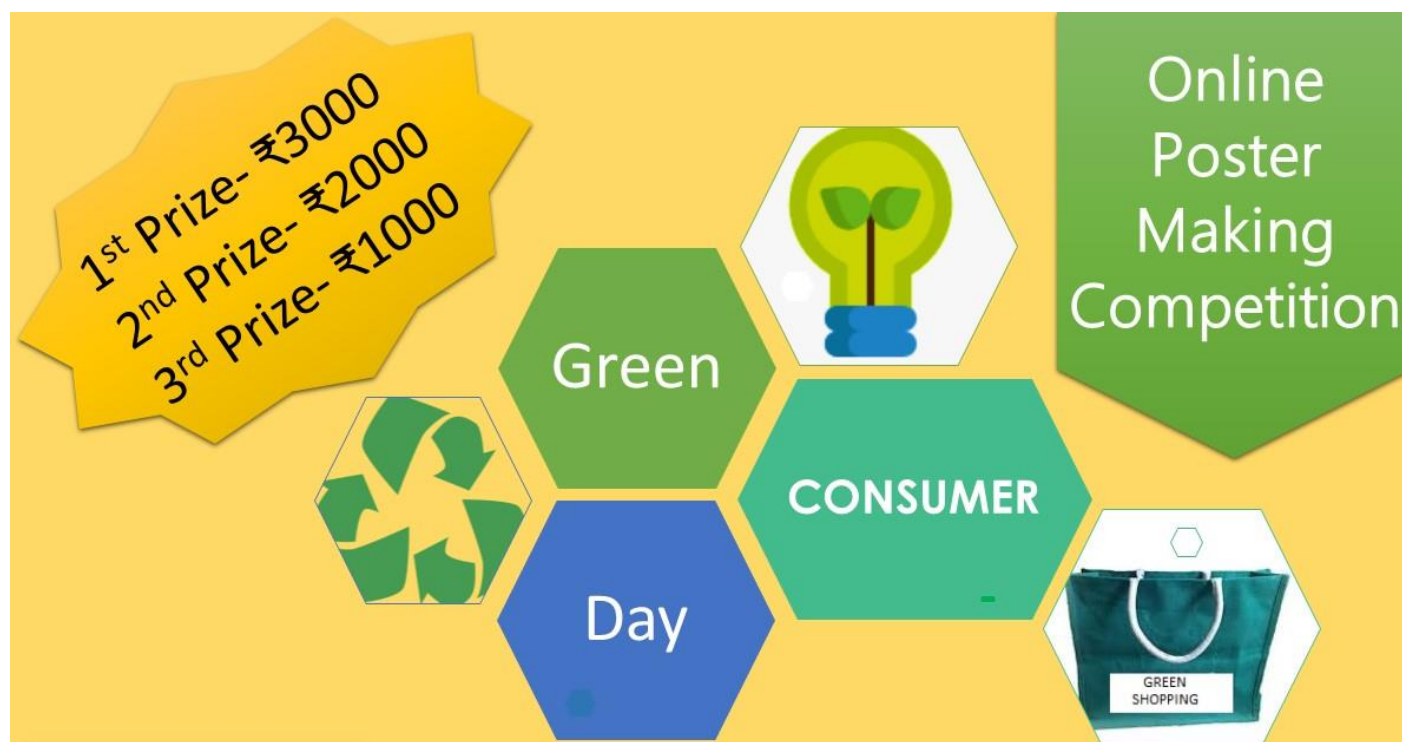 1st Prize- ₹3000
2nd Prize- ₹2000
3rd Prize- ₹1000
Online
Poster
Making
Competition
Green
CONSUMER
Day
GREEN
SHOPPING